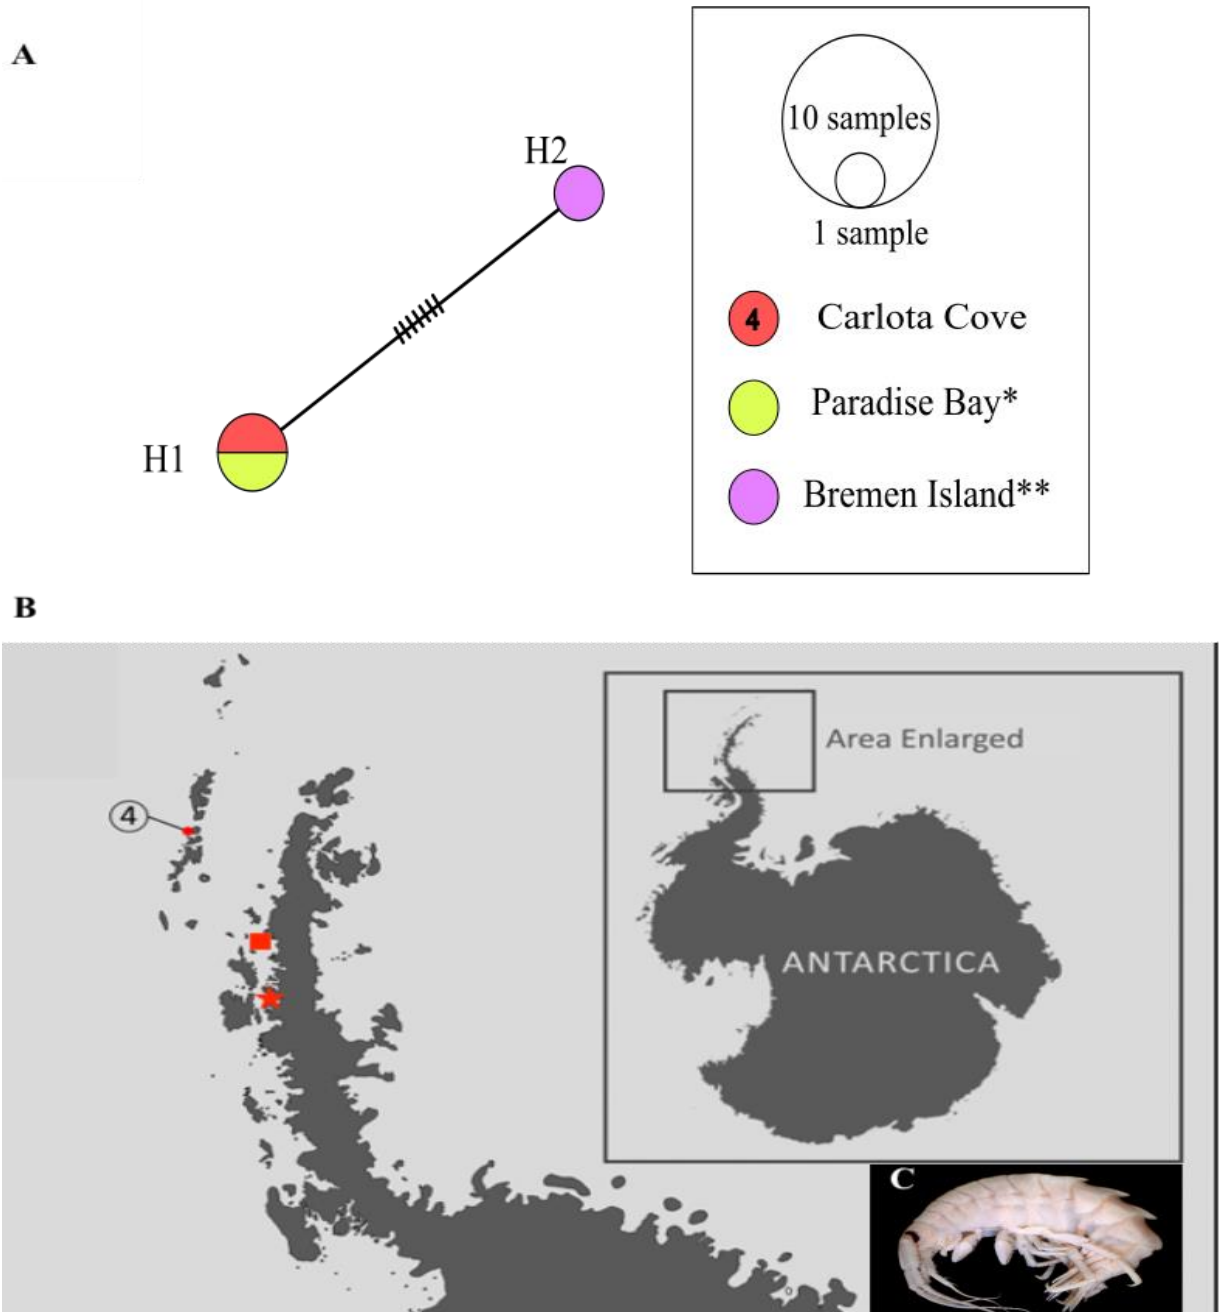 A
H2
H1
10 samples
1 sample
4 Carlota Cove
Paradise Bay*
Bremen Island**
B
4
Area Enlarged
ANTARCTICA
C